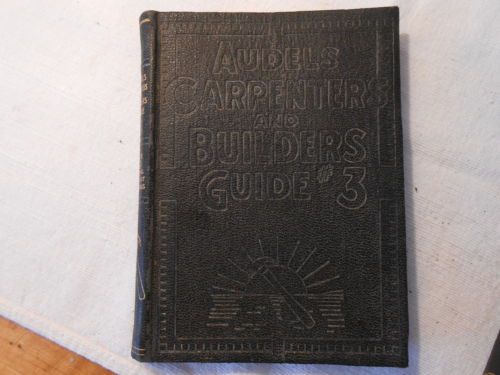 AUDELS
CARPENTERS
AND
BUILDERS
GUIDE #3